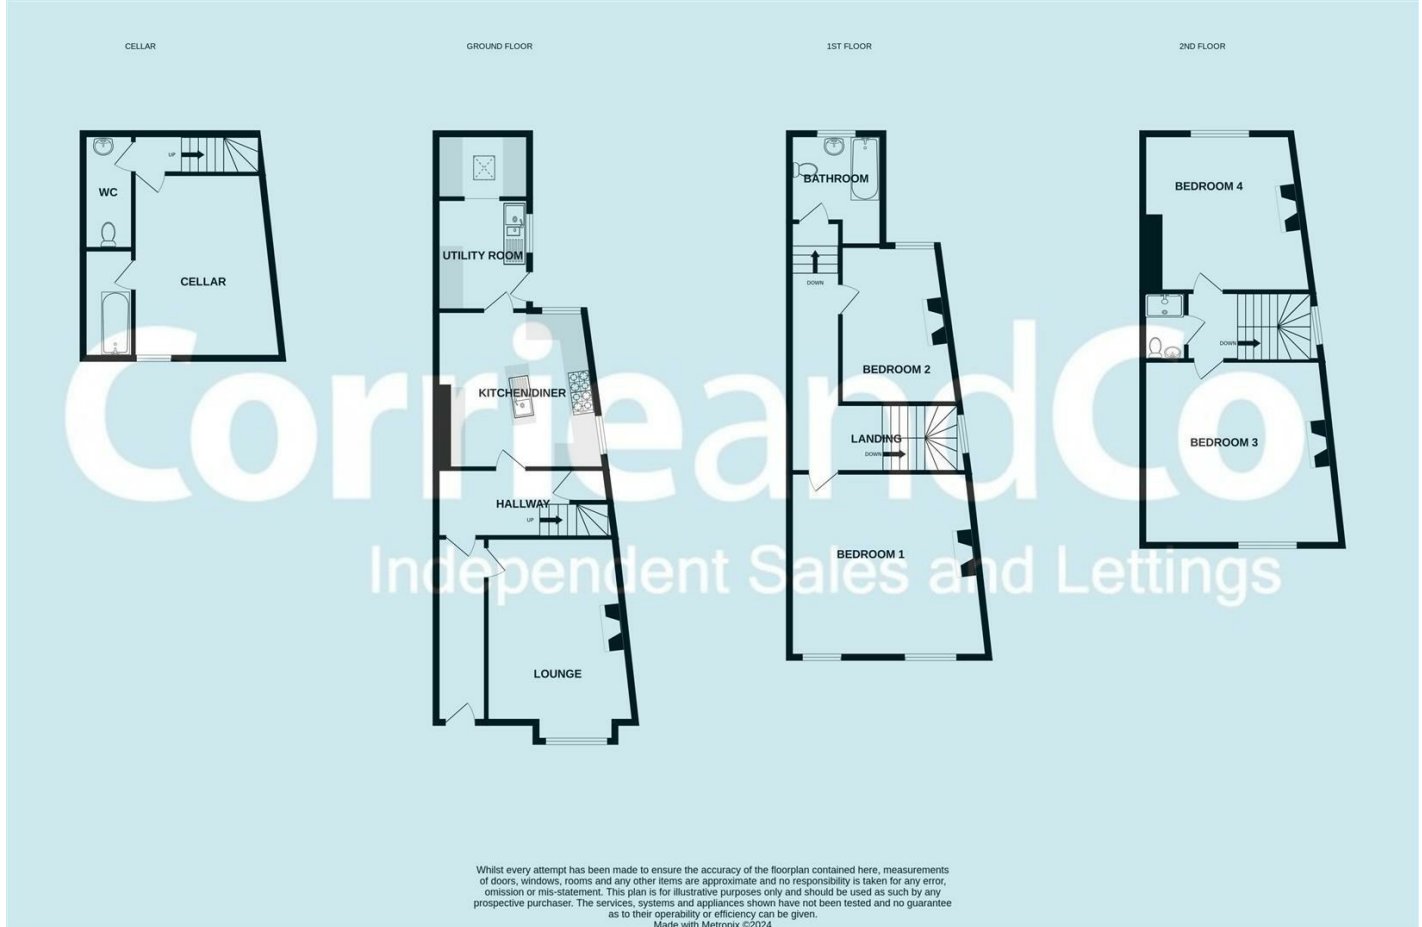 CELLAR
GROUND FLOOR
1ST FLOOR
2ND FLOOR
UP
WC
CELLAR
UTILITY ROOM
KITCHEN/DINER
HALLWAY
UP
LOUNGE
BATHROOM
DOWN
BEDROOM 2
LANDING
DOWN
BEDROOM 1
BEDROOM 4
DOWN
BEDROOM 3
CorrieandCo
Independent Sales and Lettings
Whilst every attempt has been made to ensure the accuracy of the floorplan contained here, measurements
of doors, windows, rooms and any other items are approximate and no responsibility is taken for any error,
omission or mis-statement. This plan is for illustrative purposes only and should be used as such by any
prospective purchaser. The services, systems and appliances shown have not been tested and no guarantee
as to their operability or efficiency can be given.
Made with Metropix ©2024